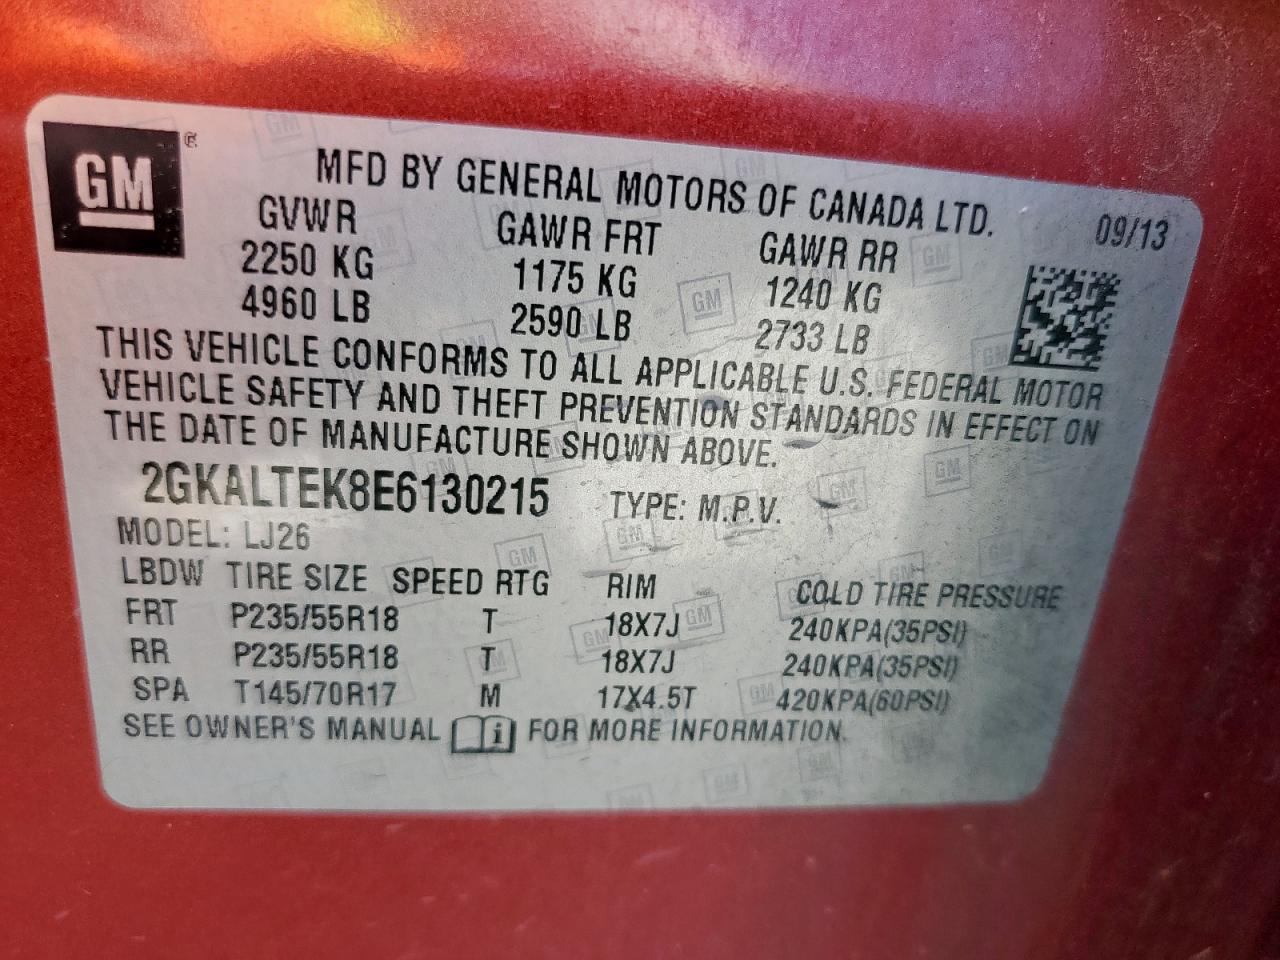 GM
MFD BY GENERAL MOTORS OF CANADA LTD.
09/13
GVWR GAWR FRT GAWR RR
2250 KG 1175 KG 1240 KG
4960 LB 2590 LB 2733 LB
THIS VEHICLE CONFORMS TO ALL APPLICABLE U.S. FEDERAL MOTOR
VEHICLE SAFETY AND THEFT PREVENTION STANDARDS IN EFFECT ON
THE DATE OF MANUFACTURE SHOWN ABOVE.
2GKALTEK8E6130215 TYPE: M.P.V.
MODEL: LJ26
LBDW TIRE SIZE SPEED RTG RIM COLD TIRE PRESSURE
FRT P235/55R18 T 18X7J 240KPA(35PSI)
RR P235/55R18 T 18X7J 240KPA(35PSI)
SPA T145/70R17 M 17X4.5T 420KPA(60PSI)
SEE OWNER'S MANUAL i FOR MORE INFORMATION.